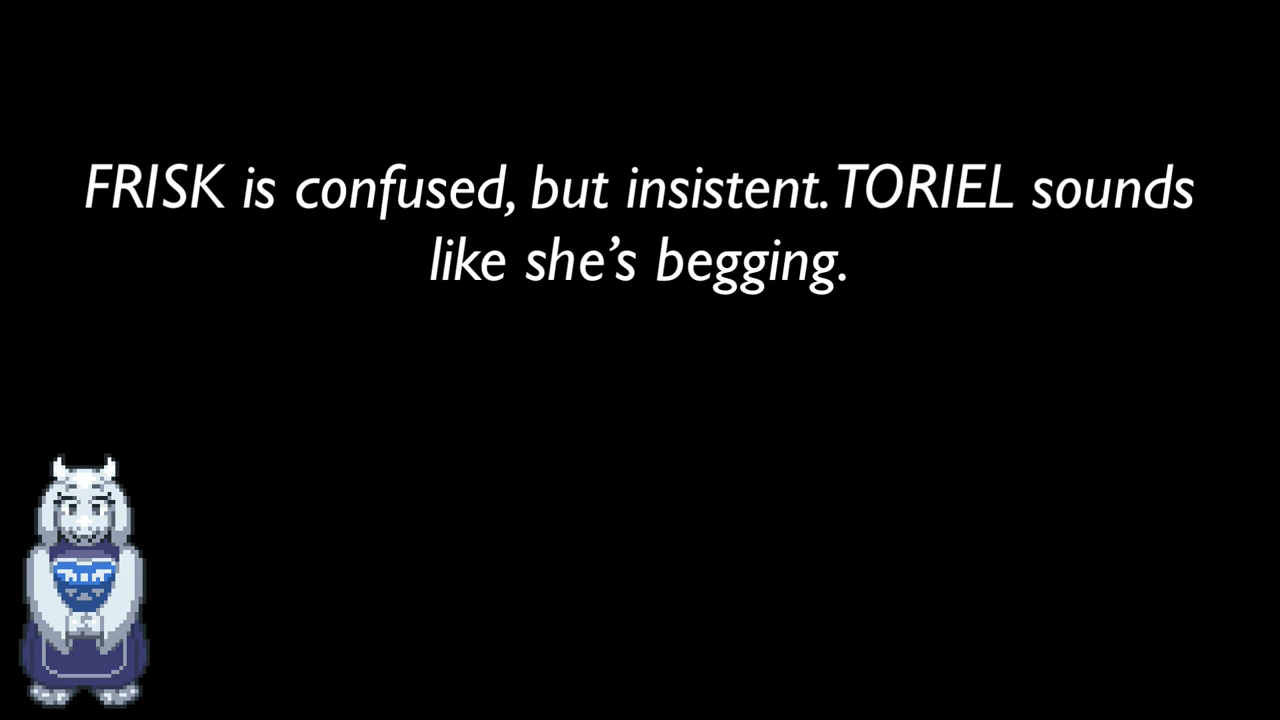 FRISK is confused, but insistent. TORIEL sounds
like she’s begging.